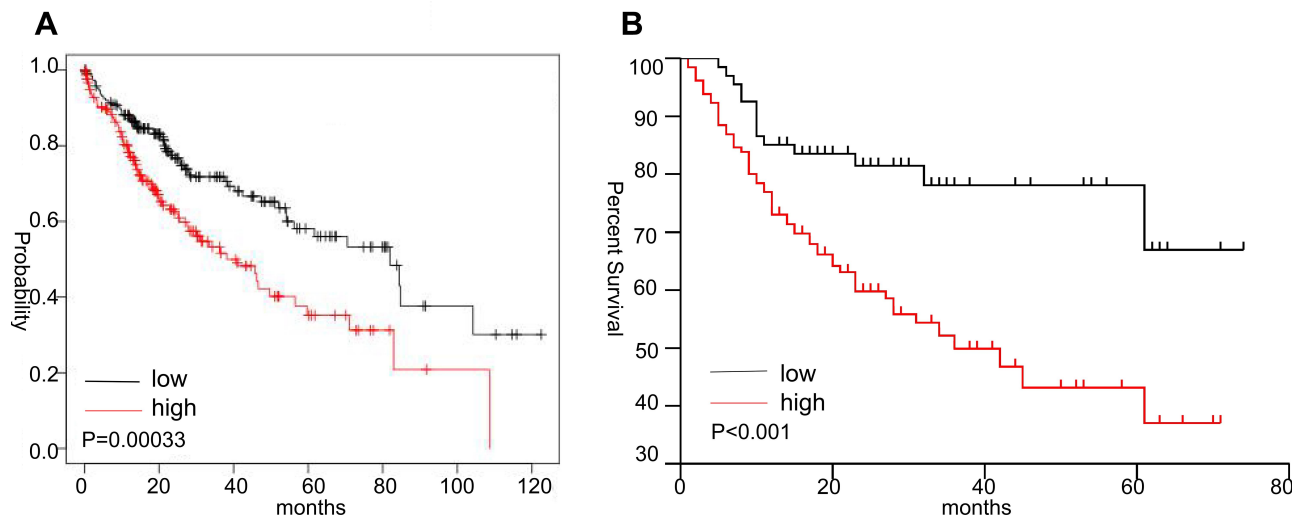 A
1.0
0.8
0.6
0.4
0.2
0.0
Probability
low
high
P=0.00033
0 20 40 60 80 100 120
months
B
100
90
80
70
60
50
40
30
Percent Survival
low
high
P<0.001
0 20 40 60 80
months